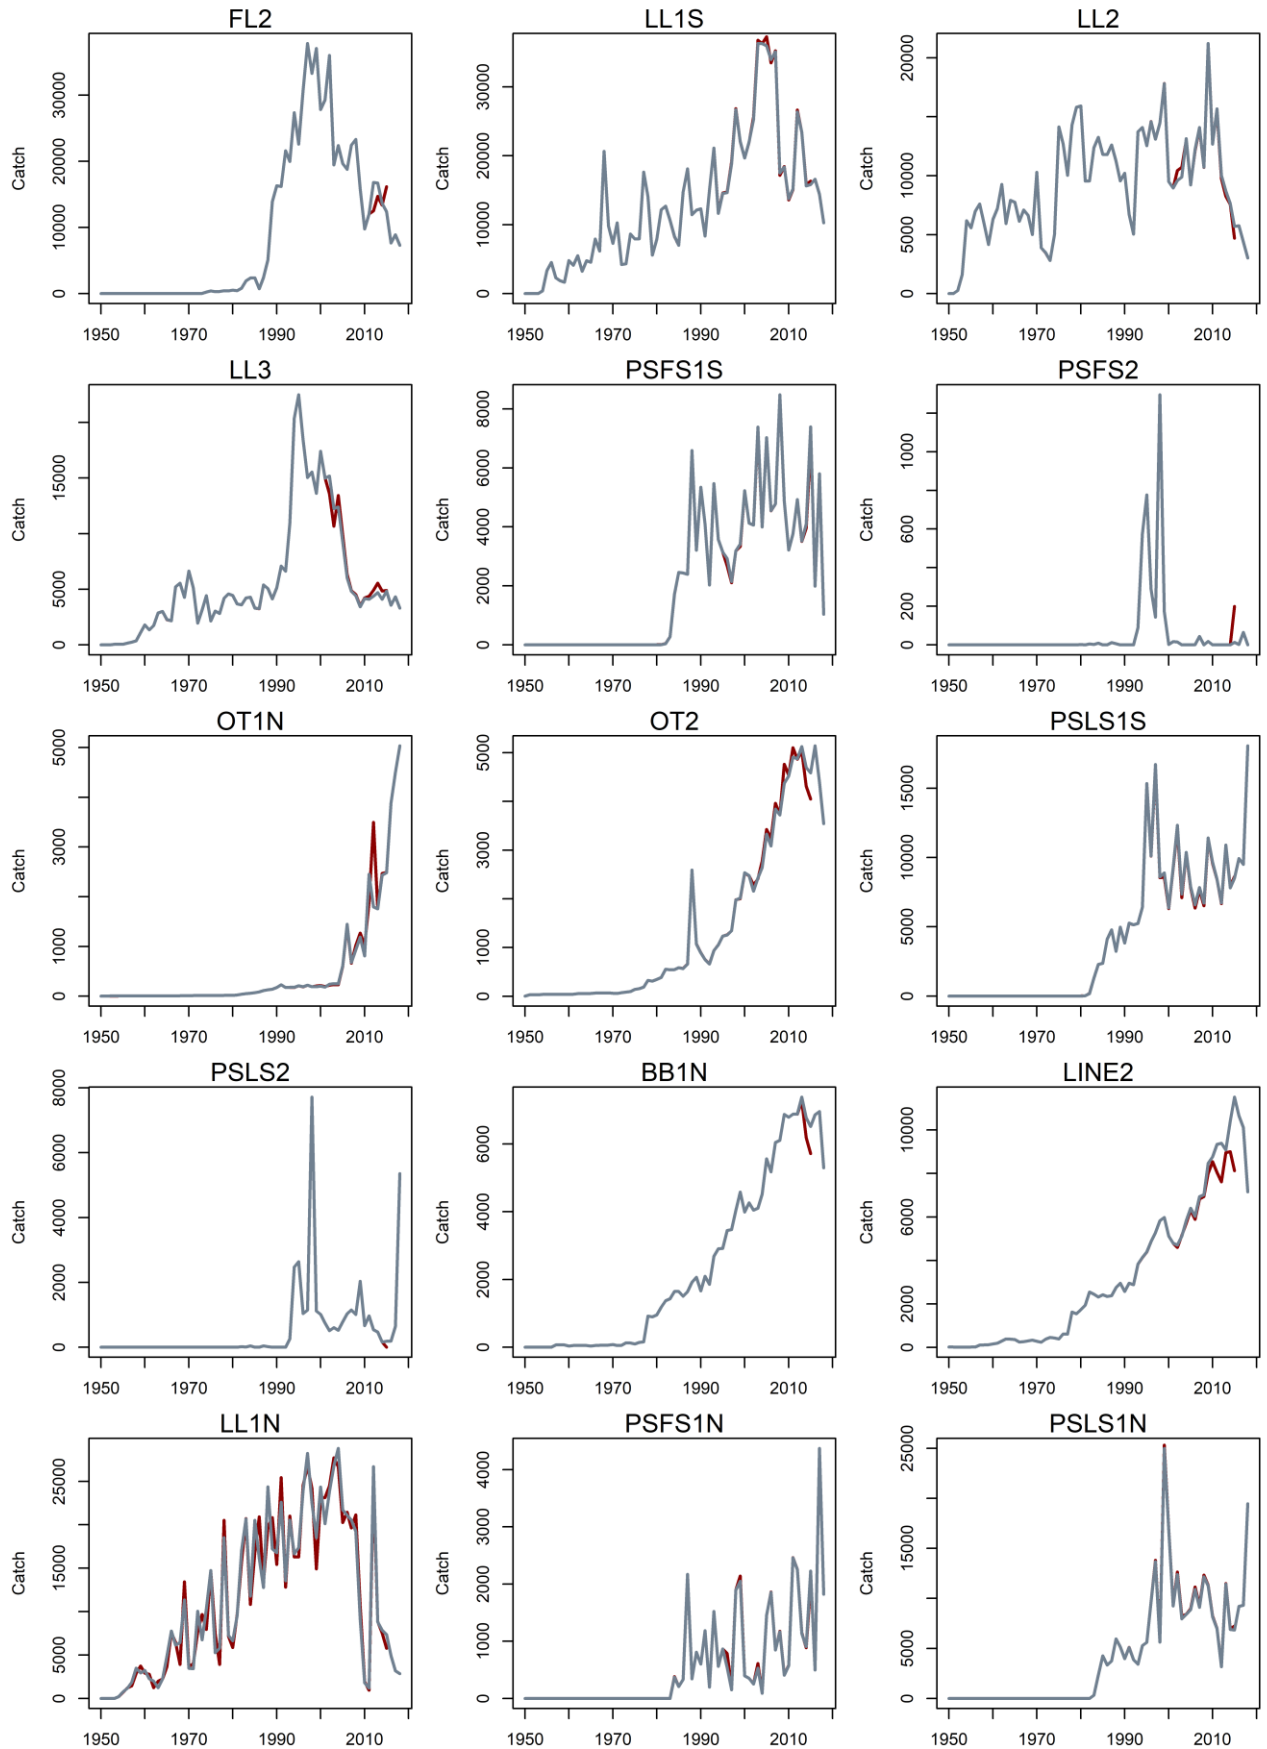 FL2
Catch
0 10000 20000 30000
1950 1970 1990 2010
LL1S
Catch
0 10000 20000 30000
1950 1970 1990 2010
LL2
Catch
0 5000 10000 20000
1950 1970 1990 2010
LL3
Catch
0 5000 15000
1950 1970 1990 2010
PSFS1S
Catch
0 2000 4000 6000 8000
1950 1970 1990 2010
PSFS2
Catch
0 200 600 1000
1950 1970 1990 2010
OT1N
Catch
0 1000 3000 5000
1950 1970 1990 2010
OT2
Catch
0 1000 3000 5000
1950 1970 1990 2010
PSLS1S
Catch
0 5000 10000 15000
1950 1970 1990 2010
PSLS2
Catch
0 2000 4000 6000 8000
1950 1970 1990 2010
BB1N
Catch
0 2000 4000 6000
1950 1970 1990 2010
LINE2
Catch
0 2000 6000 10000
1950 1970 1990 2010
LL1N
Catch
0 5000 15000 25000
1950 1970 1990 2010
PSFS1N
Catch
0 1000 2000 3000 4000
1950 1970 1990 2010
PSLS1N
Catch
0 5000 15000 25000
1950 1970 1990 2010